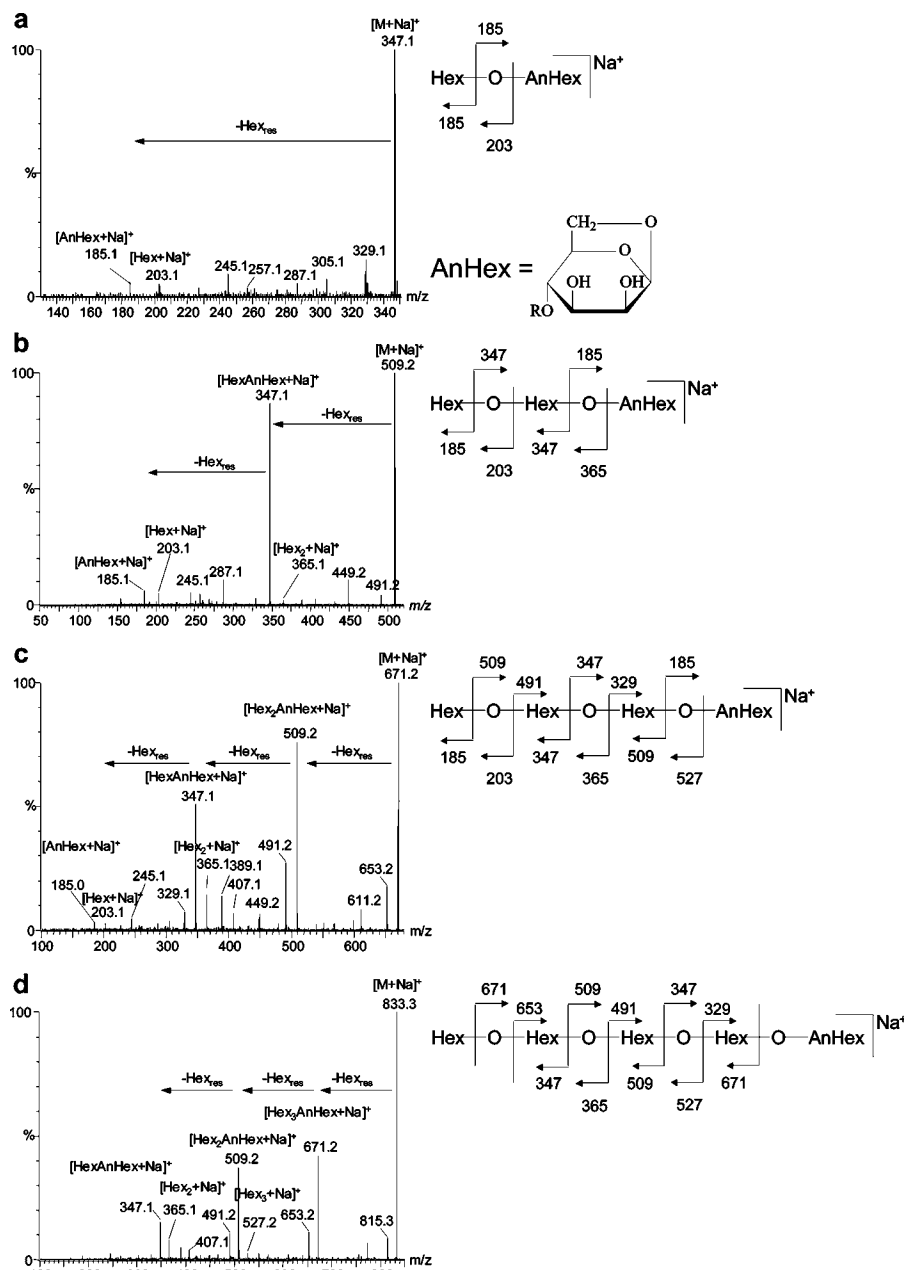 a
[M+Na]+
347.1
100
-Hexres
%
[AnHex+Na]+
185.1
[Hex+Na]+
203.1
245.1
257.1
287.1
305.1
329.1
0
140 160 180 200 220 240 260 280 300 320 340 m/z
185
Hex O AnHex Na+
185
203
AnHex =
CH2 O
O
OH OH
RO
b
[M+Na]+
509.2
100
[HexAnHex+Na]+
347.1
-Hexres
-Hexres
%
[Hex+Na]+
203.1
[AnHex+Na]+
185.1
245.1
287.1
[Hex2+Na]+
365.1
449.2
491.2
0
50 100 150 200 250 300 350 400 450 500 m/z
347 185
Hex O Hex O AnHex Na+
185 203 347 365
c
[M+Na]+
671.2
100
[Hex2AnHex+Na]+
509.2
-Hexres -Hexres -Hexres
[HexAnHex+Na]+
347.1
%
[AnHex+Na]+
185.0
[Hex+Na]+
203.1
245.1
329.1
[Hex2+Na]+
365.1
389.1
407.1
449.2
491.2
611.2
653.2
0
100 200 300 400 500 600 m/z
509 491 347 329 185
Hex O Hex O Hex O AnHex Na+
185 203 347 365 509 527
d
[M+Na]+
833.3
100
-Hexres -Hexres -Hexres
[Hex3AnHex+Na]+
671.2
%
[Hex2AnHex+Na]+
509.2
[HexAnHex+Na]+
347.1
[Hex2+Na]+
365.1
407.1
491.2
[Hex3+Na]+
527.2
653.2
815.3
0
m/z
671 653 509 491 347 329
Hex O Hex O Hex O Hex O AnHex Na+
347 365 509 527 671